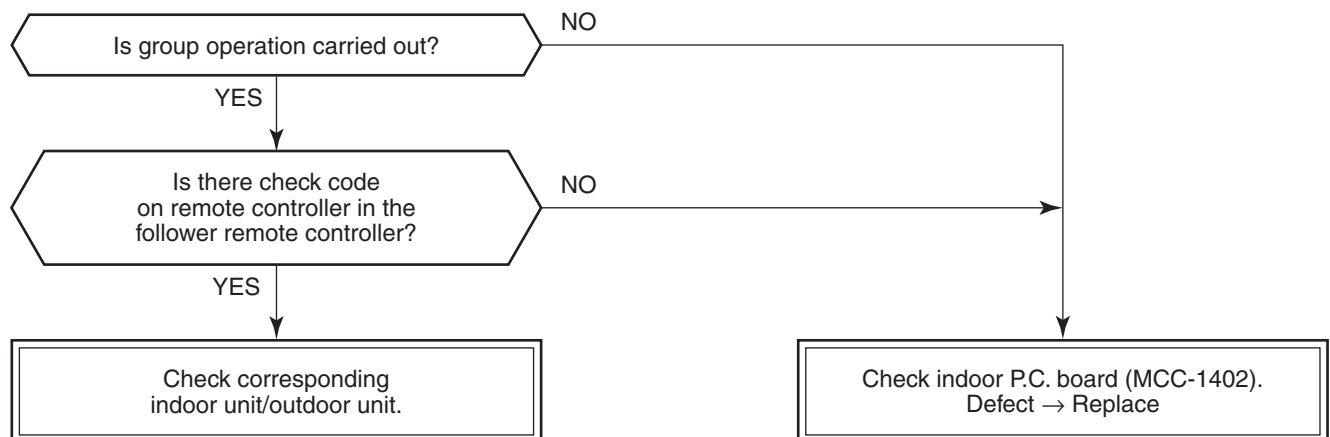 Is group operation carried out?
NO
YES
Is there check code
on remote controller in the
follower remote controller?
NO
YES
Check corresponding
indoor unit/outdoor unit.
Check indoor P.C. board (MCC-1402).
Defect → Replace